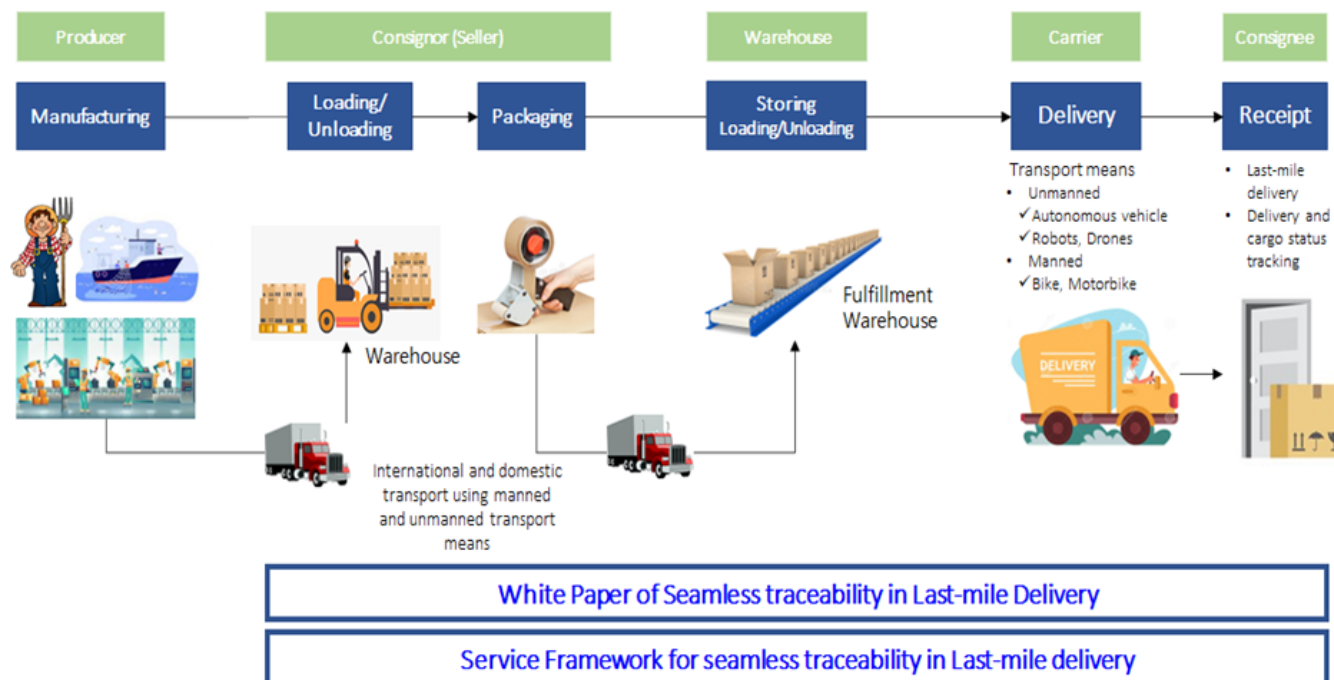 Producer
Consignor (Seller)
Warehouse
Carrier
Consignee
Manufacturing
Loading/
Unloading
Packaging
Storing
Loading/Unloading
Delivery
Receipt
Transport means
• Unmanned
✓Autonomous vehicle
✓Robots, Drones
• Manned
✓Bike, Motorbike
• Last-mile
delivery
• Delivery and
cargo status
tracking
Warehouse
Fulfillment
Warehouse
DELIVERY
International and domestic
transport using manned
and unmanned transport
means
White Paper of Seamless traceability in Last-mile Delivery
Service Framework for seamless traceability in Last-mile delivery